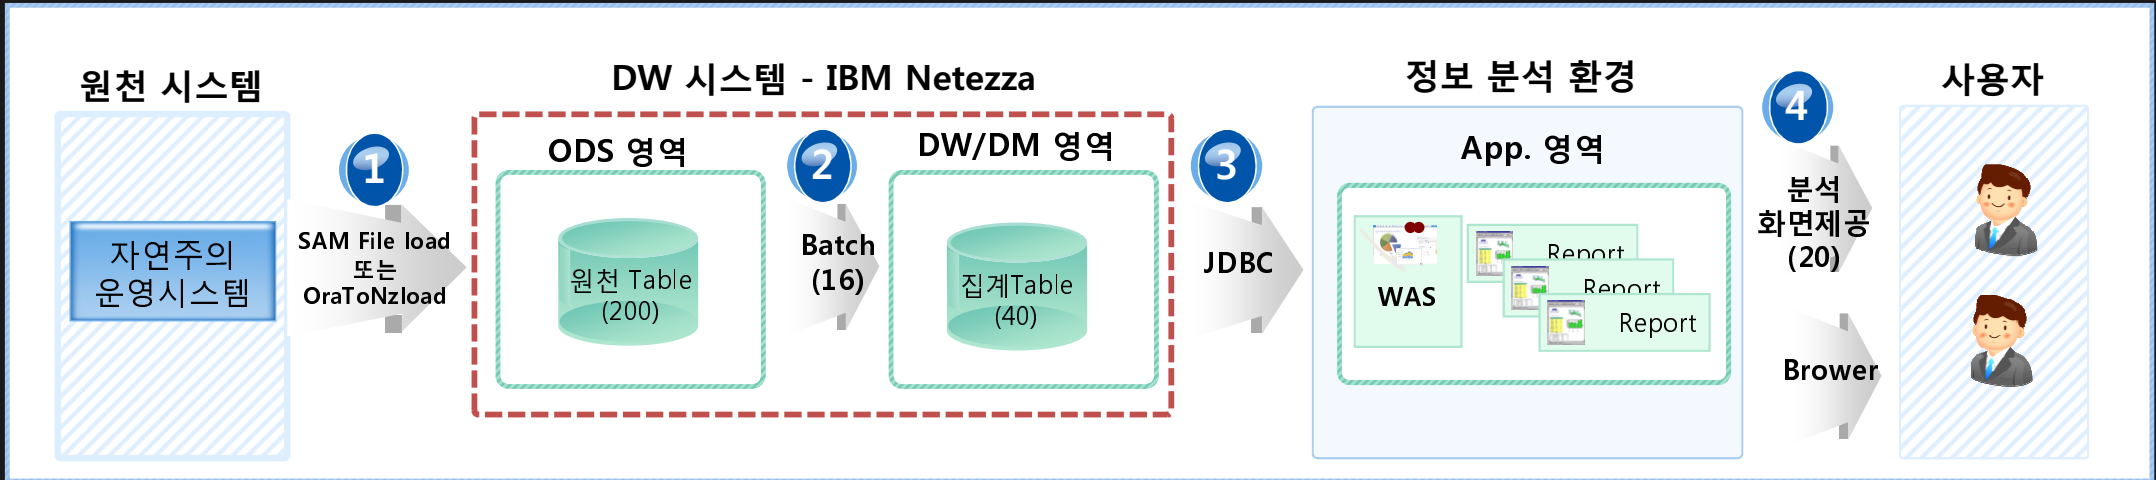 원천 시스템
자연주의
운영시스템
1
SAM File load
또는
OraToNzload
DW 시스템 - IBM Netezza
ODS 영역
원천 Table
(200)
2
Batch
(16)
DW/DM 영역
집계Table
(40)
3
JDBC
정보 분석 환경
App. 영역
WAS
Report
Report
Report
4
분석
화면제공
(20)
Brower
사용자